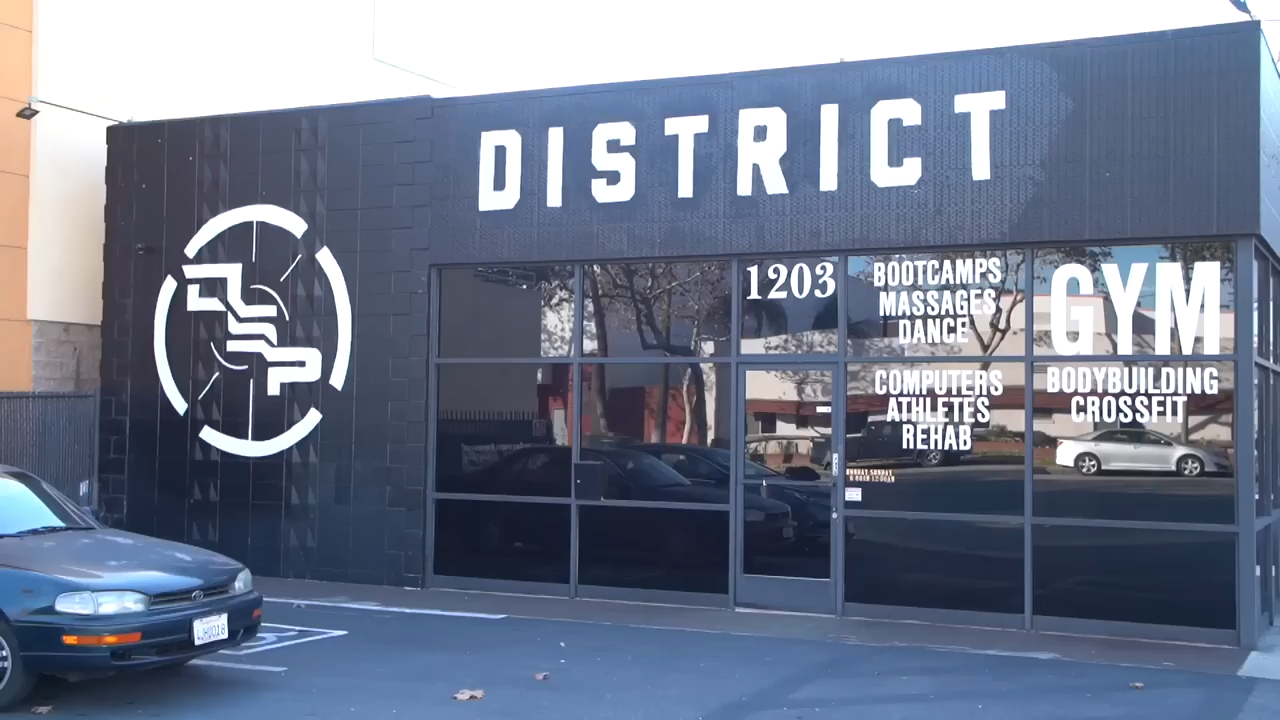 DISTRICT
1203
BOOTCAMPS
MASSAGES
DANCE
COMPUTERS
ATHLETES
REHAB
GYM
BODYBUILDING
CROSSFIT